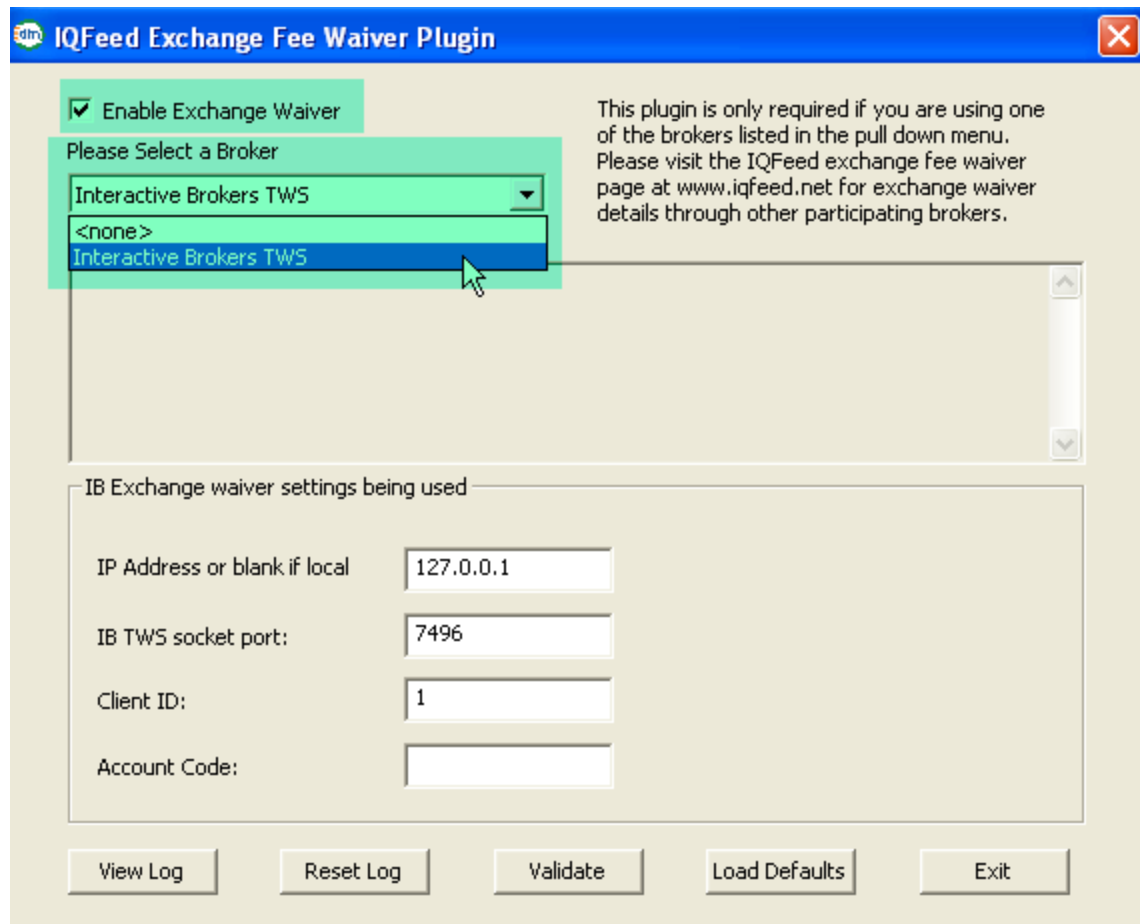 dtn
IQFeed Exchange Fee Waiver Plugin
Enable Exchange Waiver
Please Select a Broker
Interactive Brokers TWS
<none>
Interactive Brokers TWS
This plugin is only required if you are using one
of the brokers listed in the pull down menu.
Please visit the IQFeed exchange fee waiver
page at www.iqfeed.net for exchange waiver
details through other participating brokers.
IB Exchange waiver settings being used
IP Address or blank if local
127.0.0.1
IB TWS socket port:
7496
Client ID:
1
Account Code:
View Log
Reset Log
Validate
Load Defaults
Exit